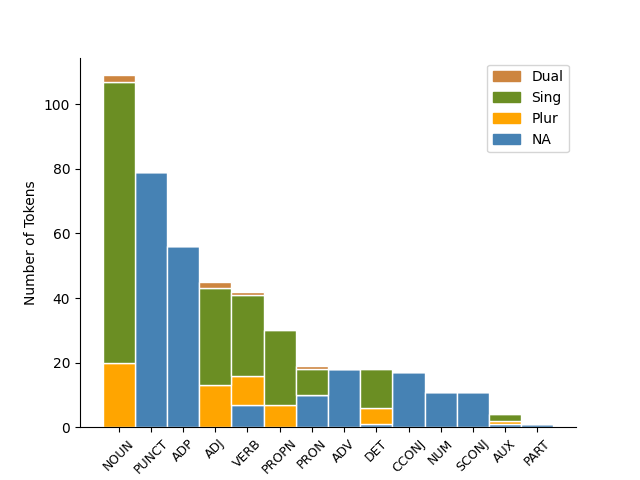 Dual
Sing
Plur
NA
Number of Tokens
100
80
60
40
20
0
NOUN
PUNCT
ADP
ADJ
VERB
PROPN
PRON
ADV
DET
CCONJ
NUM
SCONJ
AUX
PART